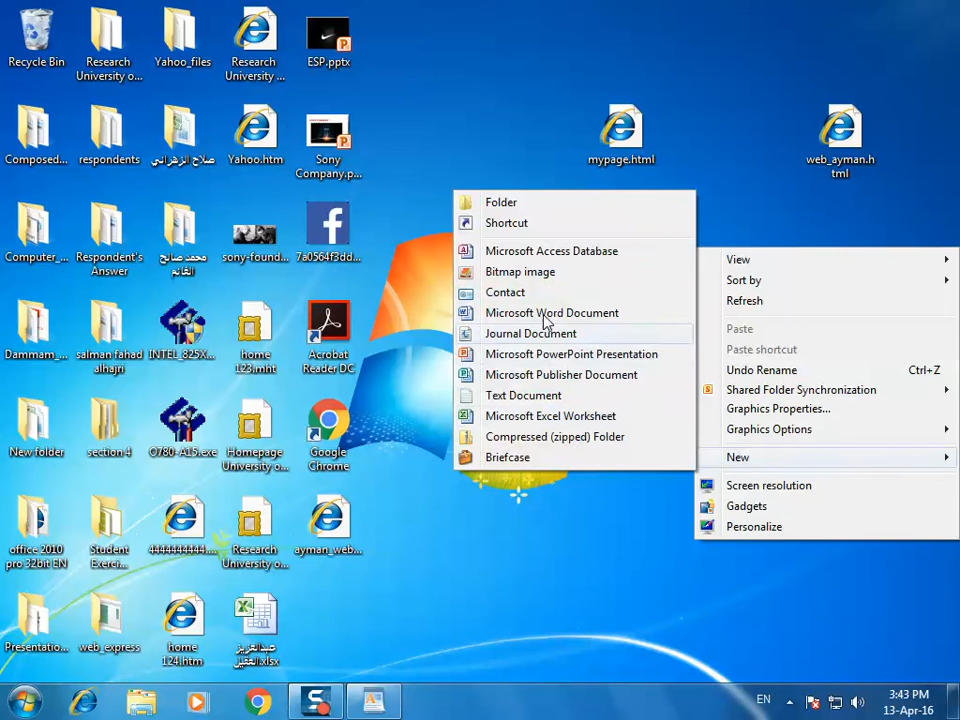 Recycle Bin
Research
University o...
Yahoo_files
Research
University ...
ESP.pptx
Composed...
respondents
صلاح الزهراني
Yahoo.htm
Sony
Company.p...
mypage.html
web_ayman.h
tml
Computer_...
Respondent's
Answer
محمد صالح
الغانم
sony-found...
7a0564f3dd...
Dammam_...
salman fahad
alhajri
INTEL_825X...
home
123.mht
Acrobat
Reader DC
New folder
section 4
O780-A15.exe
Homepage
University o...
Google
Chrome
office 2010
pro 32bit EN
Student
Exerci...
4444444444....
Research
University o...
ayman_web...
Presentatio...
web_express
home
124.htm
عبدالعزيز
العقيل.xlsx
Folder
Shortcut
Microsoft Access Database
Bitmap image
Contact
Microsoft Word Document
Journal Document
Microsoft PowerPoint Presentation
Microsoft Publisher Document
Text Document
Microsoft Excel Worksheet
Compressed (zipped) Folder
Briefcase
View
Sort by
Refresh
Paste
Paste shortcut
Undo Rename Ctrl+Z
Shared Folder Synchronization
Graphics Properties...
Graphics Options
New
Screen resolution
Gadgets
Personalize
EN
3:43 PM
13-Apr-16